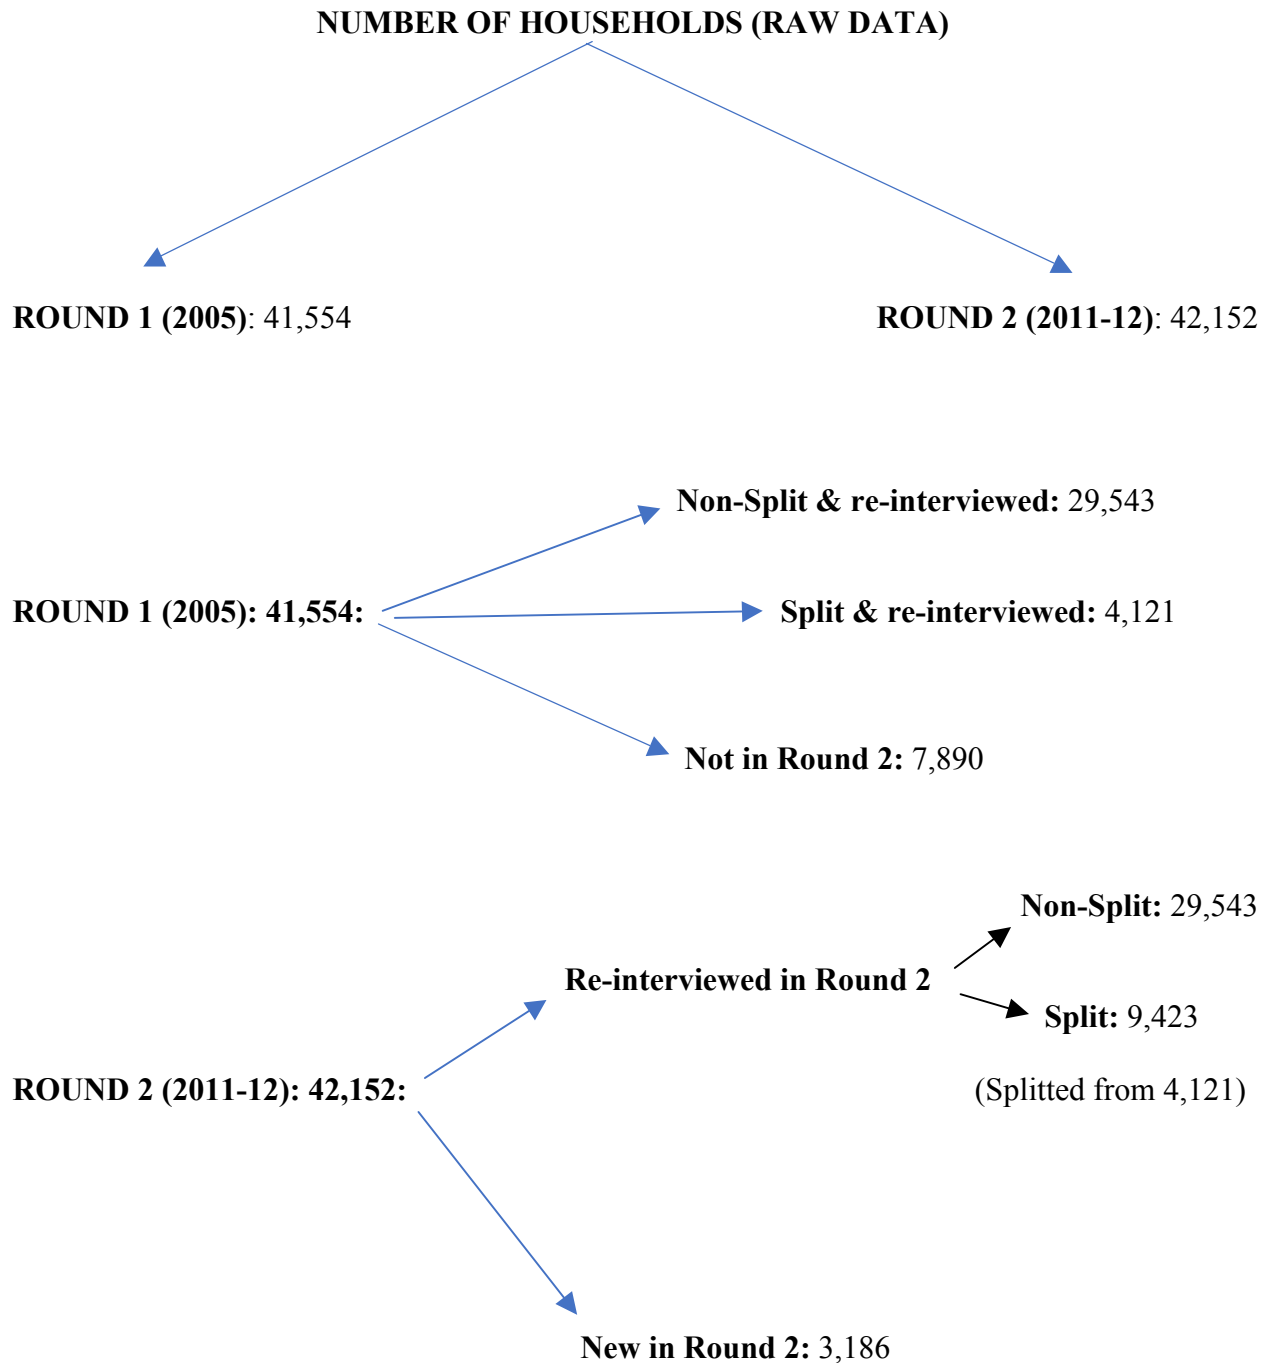 NUMBER OF HOUSEHOLDS (RAW DATA)
ROUND 1 (2005): 41,554
ROUND 2 (2011-12): 42,152
Non-Split & re-interviewed: 29,543
ROUND 1 (2005): 41,554:
Split & re-interviewed: 4,121
Not in Round 2: 7,890
Non-Split: 29,543
Re-interviewed in Round 2
Split: 9,423
ROUND 2 (2011-12): 42,152:
(Splitted from 4,121)
New in Round 2: 3,186